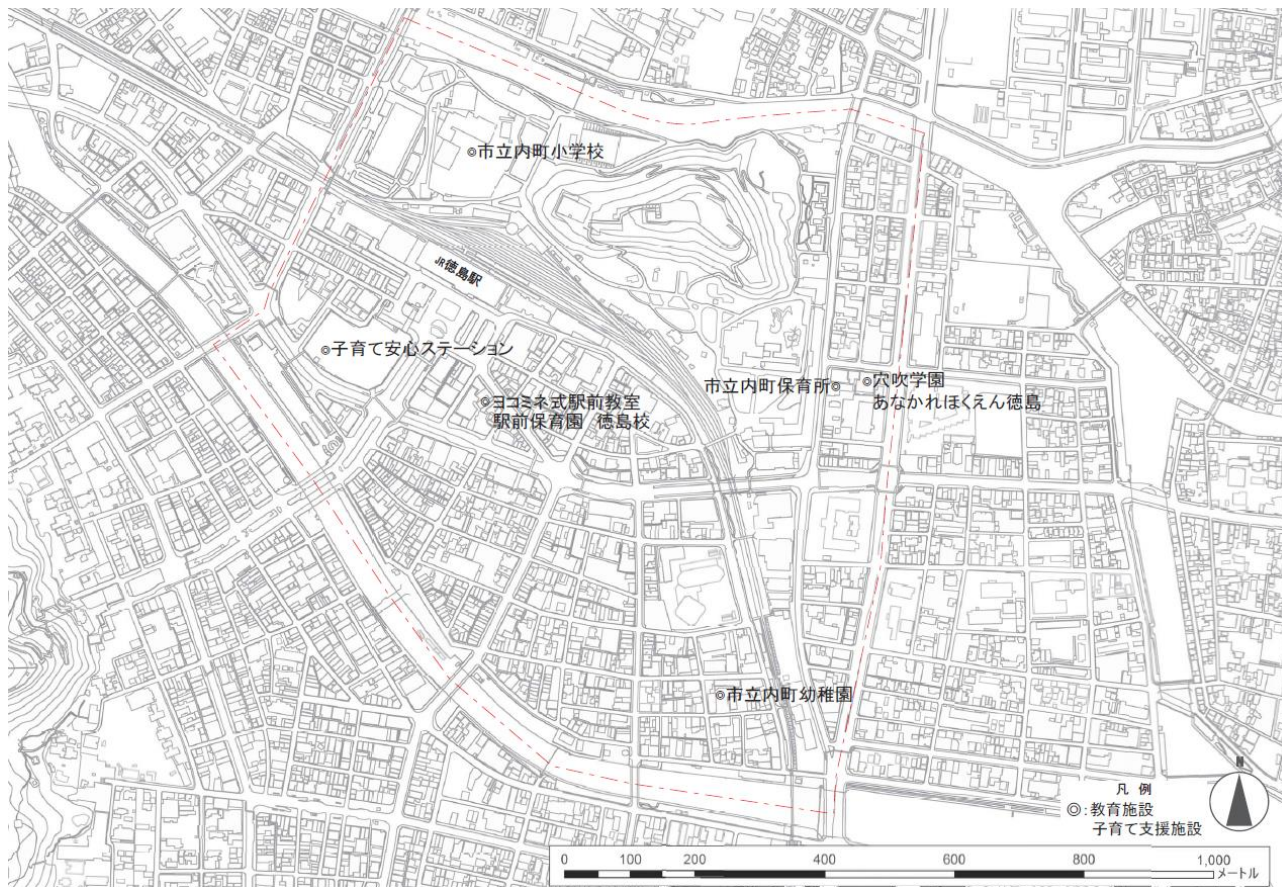 ◎市立内町小学校
JR徳島駅
◎子育て安心ステーション
市立内町保育所◎
◎穴吹学園
あなかれほくえん徳島
◎ヨコミネ式駅前教室
駅前保育園 徳島校
◎市立内町幼稚園
N
凡 例
◎:教育施設
子育て支援施設
0 100 200 400 600 800 1,000
メートル